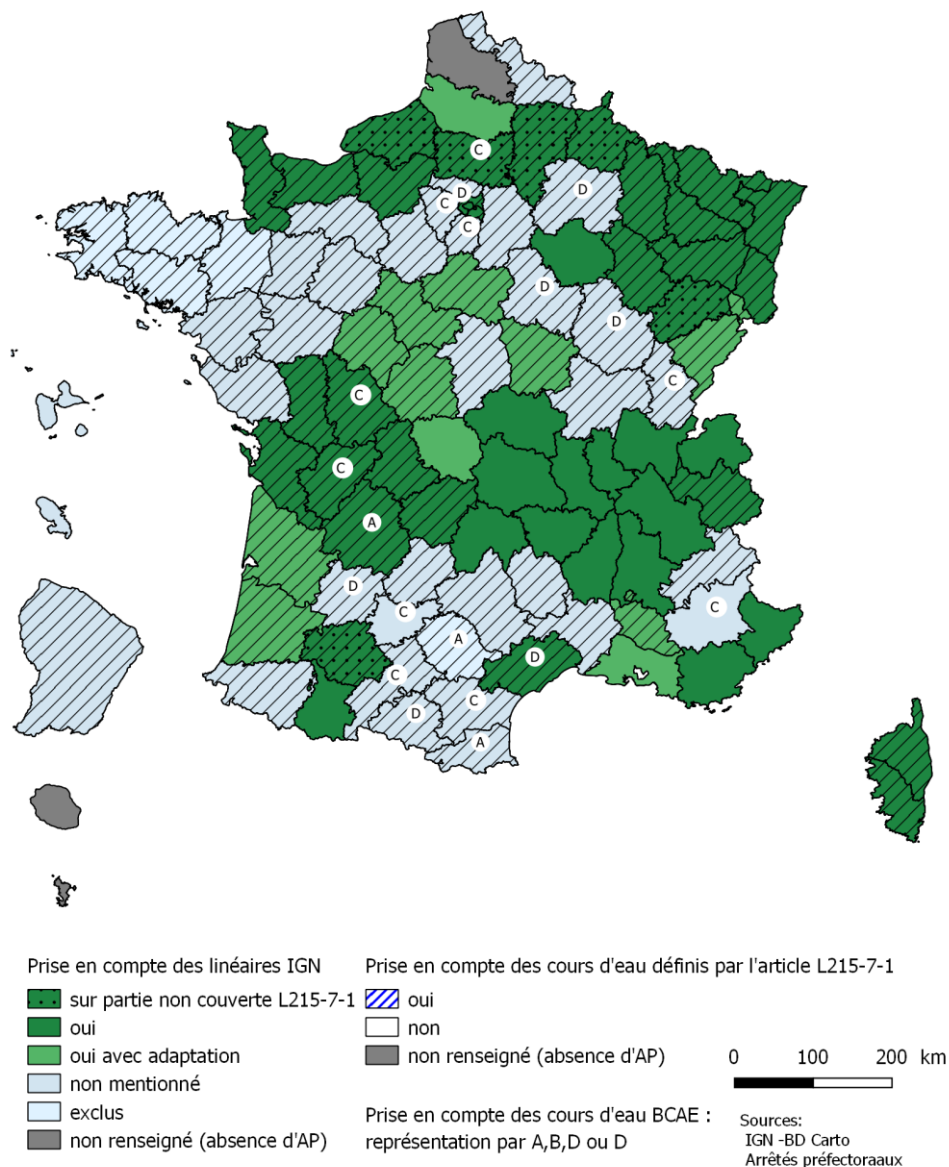 C
D
D
C
C
D
D
C
C
C
A
D
C
C
A
D
C
C
D
A
Prise en compte des linéaires IGN
sur partie non couverte L215-7-1
oui
oui avec adaptation
non mentionné
exclus
non renseigné (absence d'AP)
Prise en compte des cours d'eau définis par l'article L215-7-1
oui
non
non renseigné (absence d'AP)
Prise en compte des cours d'eau BCAE :
représentation par A,B,D ou D
0 100 200 km
Sources:
IGN -BD Carto
Arrêtés préfectoraaux